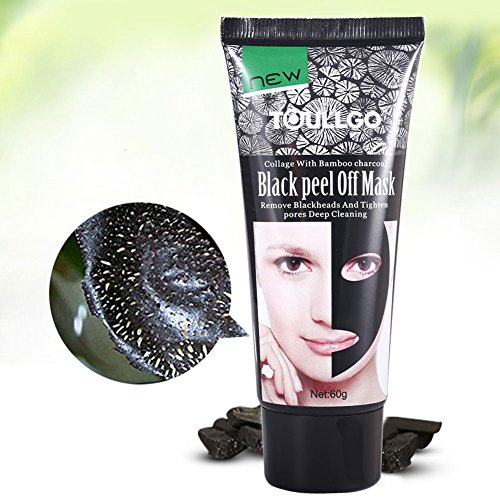 new
TOULLGO
Collage With Bamboo charcoal
Black peel Off Mask
Remove Blackheads And Tighten
pores Deep Cleaning
Net:60g